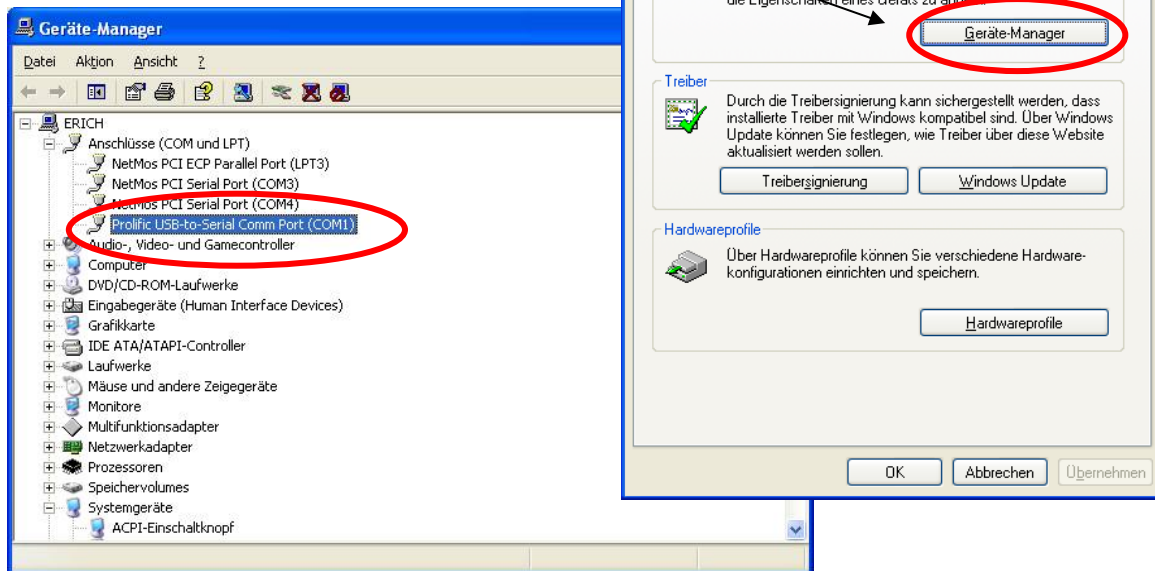 Geräte-Manager
Datei Aktion Ansicht ?
ERICH
Anschlüsse (COM und LPT)
NetMos PCI ECP Parallel Port (LPT3)
NetMos PCI Serial Port (COM3)
NetMos PCI Serial Port (COM4)
Prolific USB-to-Serial Comm Port (COM1)
Audio-, Video- und Gamecontroller
Computer
DVD/CD-ROM-Laufwerke
Eingabegeräte (Human Interface Devices)
Grafikkarte
IDE ATA/ATAPI-Controller
Laufwerke
Mäuse und andere Zeigegeräte
Monitore
Multifunktionsadapter
Netzwerkadapter
Prozessoren
Speichervolumes
Systemgeräte
ACPI-Einschaltknopf
die Eigenschaften eines Geräts zu
Geräte-Manager
Treiber
Durch die Treibersignierung kann sichergestellt werden, dass
installierte Treiber mit Windows kompatibel sind. Über Windows
Update können Sie festlegen, wie Treiber über diese Website
aktualisiert werden sollen.
Treibersignierung Windows Update
Hardwareprofile
Über Hardwareprofile können Sie verschiedene Hardware-
konfigurationen einrichten und speichern.
Hardwareprofile
OK Abbrechen Übernehmen